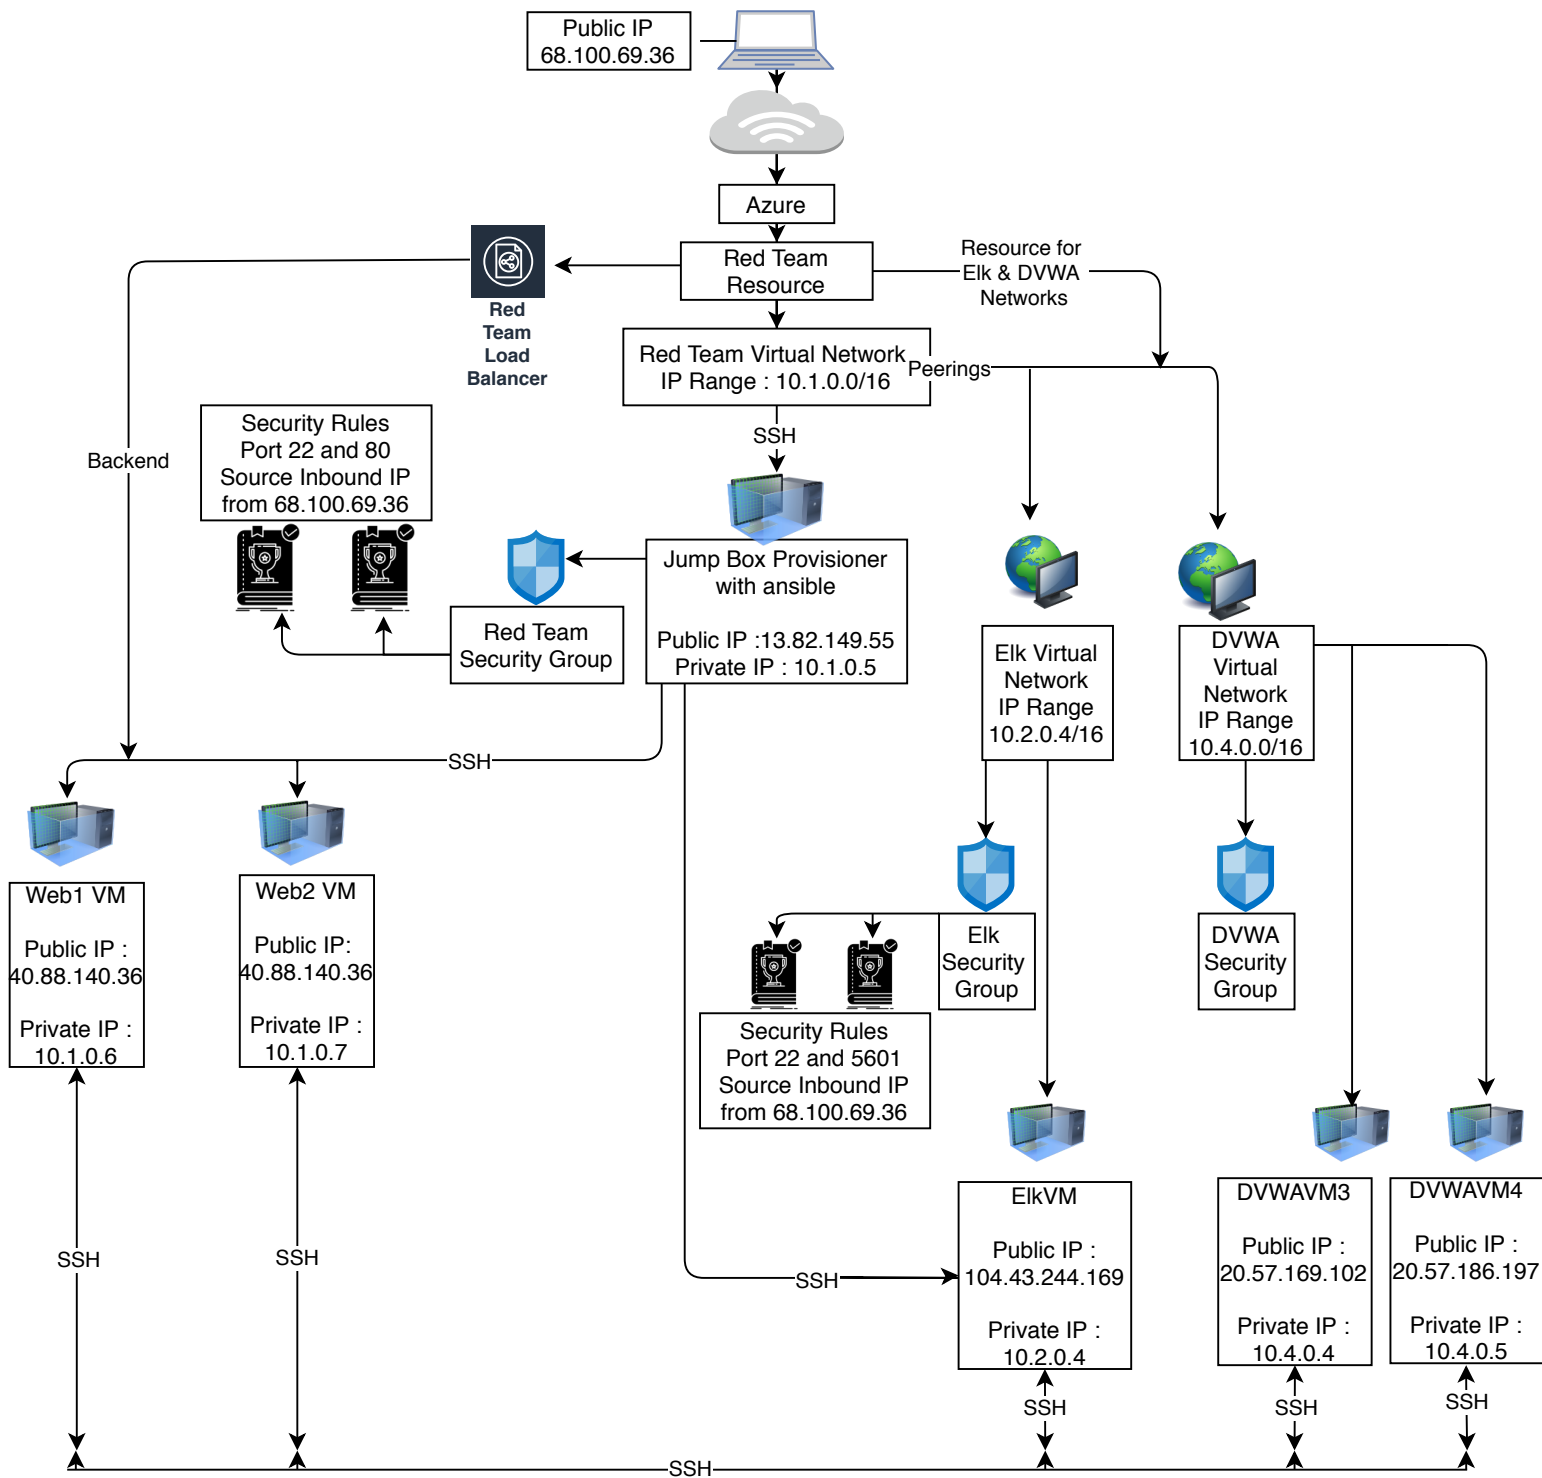 Public IP
68.100.69.36
Azure
Red Team
Resource
Resource for
Elk & DVWA
Networks
Red
Team
Load
Balancer
Red Team Virtual Network
IP Range : 10.1.0.0/16
Peerings
Security Rules
Port 22 and 80
Source Inbound IP
from 68.100.69.36
Backend
SSH
Jump Box Provisioner
with ansible
Public IP :13.82.149.55
Private IP : 10.1.0.5
Red Team
Security Group
Elk Virtual
Network
IP Range
10.2.0.4/16
DVWA
Virtual
Network
IP Range
10.4.0.0/16
SSH
Web1 VM
Public IP :
40.88.140.36
Private IP :
10.1.0.6
Web2 VM
Public IP:
40.88.140.36
Private IP :
10.1.0.7
Elk
Security
Group
DVWA
Security
Group
Security Rules
Port 22 and 5601
Source Inbound IP
from 68.100.69.36
ElkVM
Public IP :
104.43.244.169
Private IP :
10.2.0.4
DVWAVM3
Public IP :
20.57.169.102
Private IP :
10.4.0.4
DVWAVM4
Public IP :
20.57.186.197
Private IP :
10.4.0.5
SSH
SSH
SSH
SSH
SSH
SSH
SSH